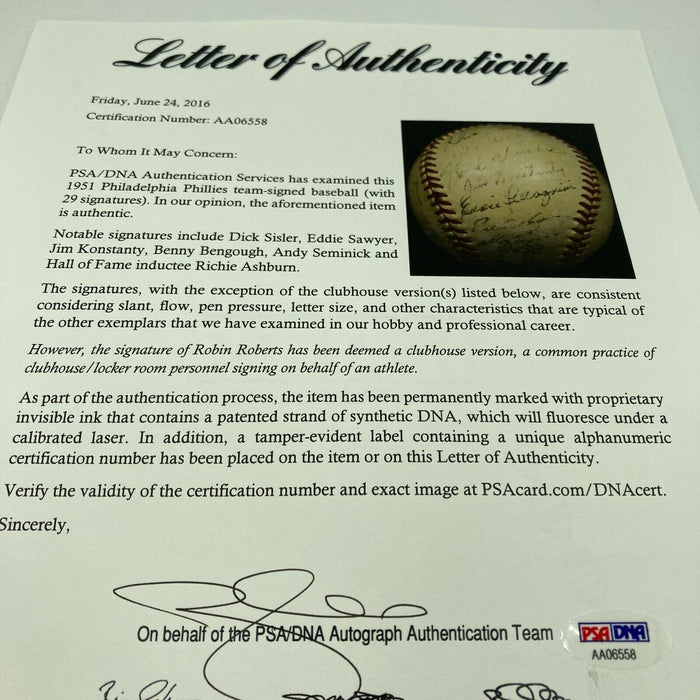 Letter of Authenticity
Friday, June 24, 2016
Certification Number: AA06558
To Whom It May Concern:
PSA/DNA Authentication Services has examined this
1951 Philadelphia Phillies team-signed baseball (with
29 signatures). In our opinion, the aforementioned item
is authentic.
Notable signatures include Dick Sisler, Eddie Sawyer,
Jim Konstanty, Benny Bengough, Andy Seminick and
Hall of Fame inductee Richie Ashburn.
Jim Konstanty
Eddie Pellagrini
The signatures, with the exception of the clubhouse version(s) listed below, are consistent
considering slant, flow, pen pressure, letter size, and other characteristics that are typical of
the other exemplars that we have examined in our hobby and professional career.
However, the signature of Robin Roberts has been deemed a clubhouse version, a common practice of
clubhouse/locker room personnel signing on behalf of an athlete.
As part of the authentication process, the item has been permanently marked with proprietary
invisible ink that contains a patented strand of synthetic DNA, which will fluoresce under a
calibrated laser. In addition, a tamper-evident label containing a unique alphanumeric
certification number has been placed on the item or on this Letter of Authenticity.
Verify the validity of the certification number and exact image at PSAcard.com/DNAcert.
Sincerely,
On behalf of the PSA/DNA Autograph Authentication Team
PSA DNA
AA06558